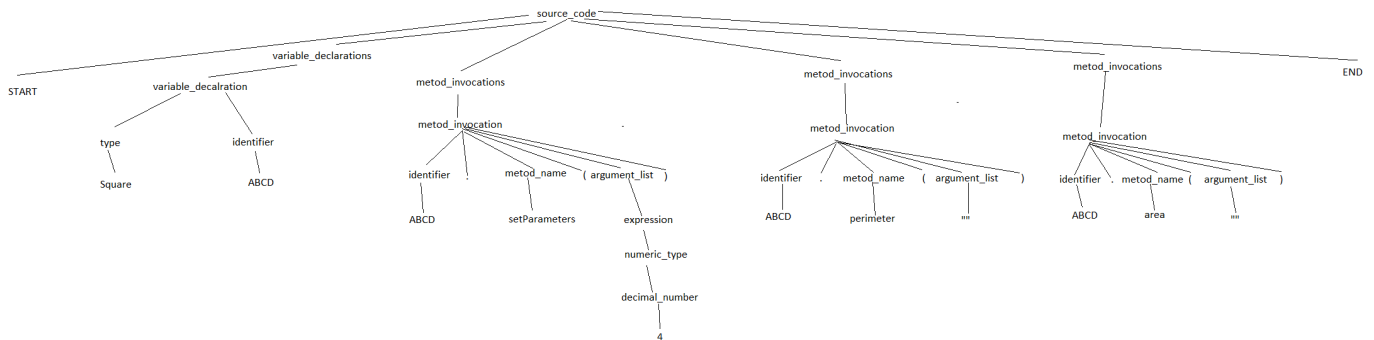 source_code
variable_declarations
metod_invocations
metod_invocations
metod_invocations
END
START
variable_decalration
metod_invocation
metod_invocation
metod_invocation
type
identifier
identifier
.
metod_name
(
argument_list
)
identifier
.
metod_name
(
argument_list
)
identifier
.
metod_name
(
argument_list
)
Square
ABCD
ABCD
setParameters
expression
ABCD
perimeter
""
ABCD
area
""
numeric_type
decimal_number
4